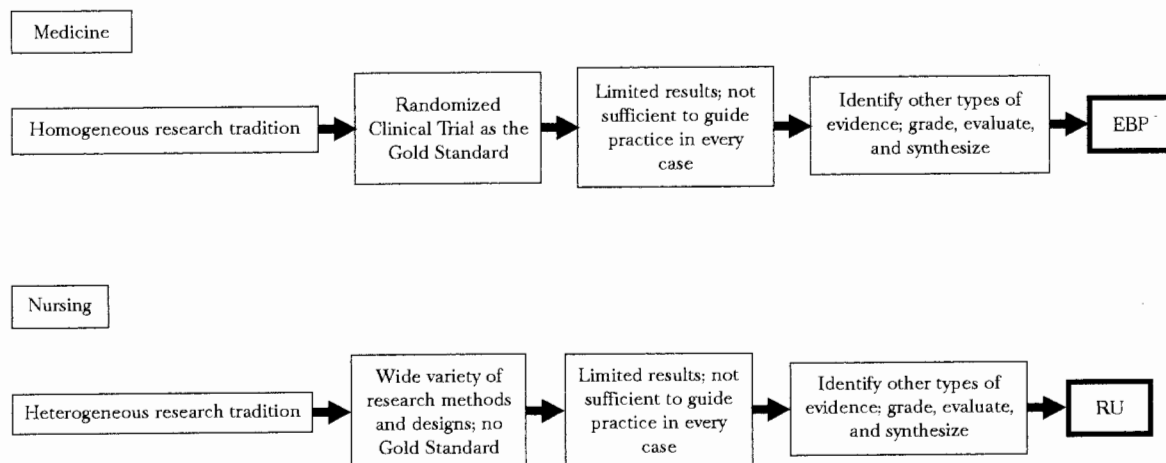 Medicine
Homogeneous research tradition
Randomized
Clinical Trial as the
Gold Standard
Limited results; not
sufficient to guide
practice in every
case
Identify other types of
evidence; grade, evaluate,
and synthesize
EBP
Nursing
Heterogeneous research tradition
Wide variety of
research methods
and designs; no
Gold Standard
Limited results; not
sufficient to guide
practice in every
case
Identify other types of
evidence; grade, evaluate,
and synthesize
RU